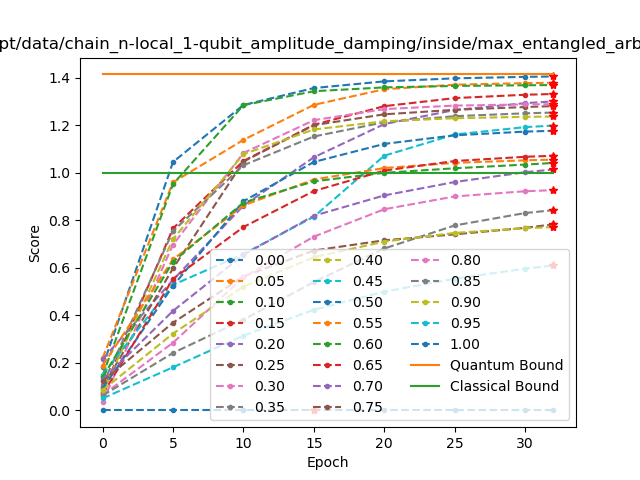 pt/data/chain_n-local_1-qubit_amplitude_damping/inside/max_entangled_arb
Score
1.4
1.2
1.0
0.8
0.6
0.4
0.2
0.0
0 5 10 15 20 25 30
Epoch
0.00 0.40 0.80
0.05 0.45 0.85
0.10 0.50 0.90
0.15 0.55 0.95
0.20 0.60 1.00
0.25 0.65 Quantum Bound
0.30 0.70 Classical Bound
0.35 0.75